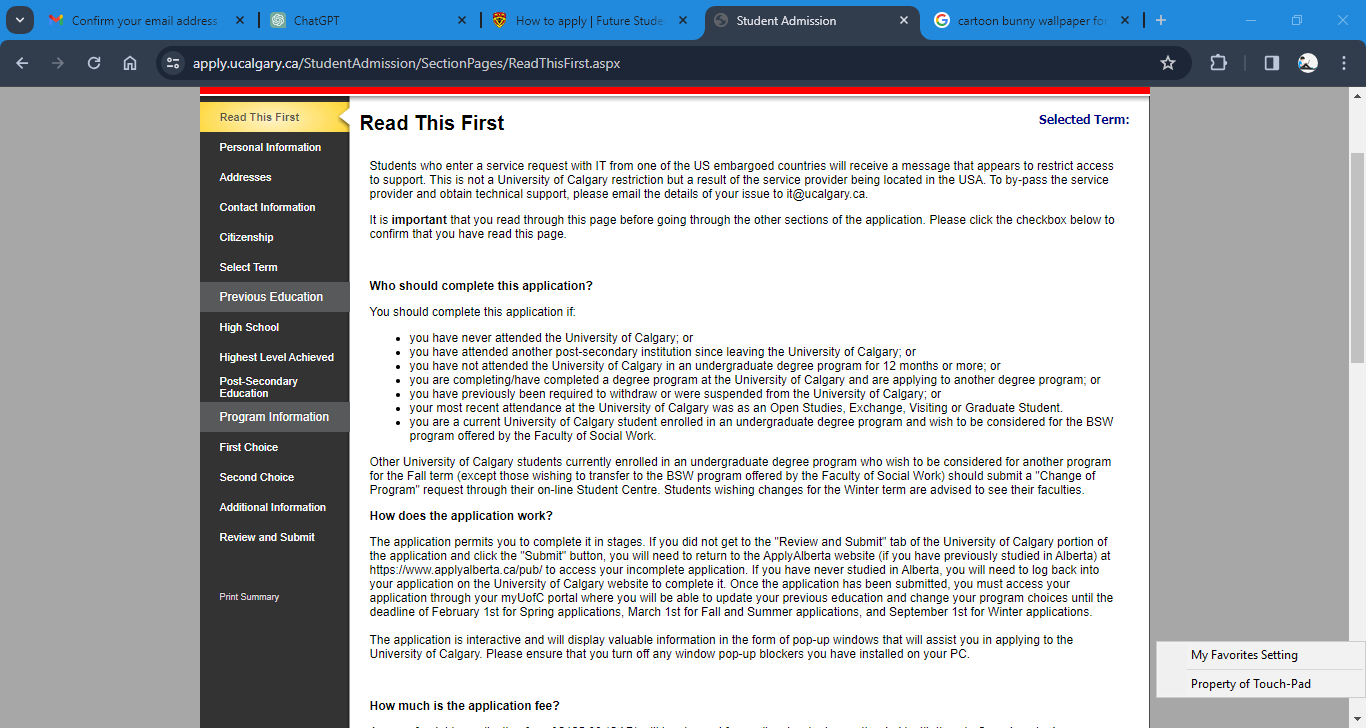 Confirm your email address
ChatGPT
How to apply | Future Stude
Student Admission
cartoon bunny wallpaper fo
apply.ucalgary.ca/StudentAdmission/SectionPages/ReadThisFirst.aspx
Read This First
Personal Information
Addresses
Contact Information
Citizenship
Select Term
Previous Education
High School
Highest Level Achieved
Post-Secondary
Education
Program Information
First Choice
Second Choice
Additional Information
Review and Submit
Print Summary
Read This First
Selected Term:
Students who enter a service request with IT from one of the US embargoed countries will receive a message that appears to restrict access
to support. This is not a University of Calgary restriction but a result of the service provider being located in the USA. To by-pass the service
provider and obtain technical support, please email the details of your issue to it@ucalgary.ca.
It is important that you read through this page before going through the other sections of the application. Please click the checkbox below to
confirm that you have read this page.
Who should complete this application?
You should complete this application if:
• you have never attended the University of Calgary; or
• you have attended another post-secondary institution since leaving the University of Calgary; or
• you have not attended the University of Calgary in an undergraduate degree program for 12 months or more; or
• you are completing/have completed a degree program at the University of Calgary and are applying to another degree program; or
• you have previously been required to withdraw or were suspended from the University of Calgary; or
• your most recent attendance at the University of Calgary was as an Open Studies, Exchange, Visiting or Graduate Student.
• you are a current University of Calgary student enrolled in an undergraduate degree program and wish to be considered for the BSW
program offered by the Faculty of Social Work.
Other University of Calgary students currently enrolled in an undergraduate degree program who wish to be considered for another program
for the Fall term (except those wishing to transfer to the BSW program offered by the Faculty of Social Work) should submit a "Change of
Program" request through their on-line Student Centre. Students wishing changes for the Winter term are advised to see their faculties.
How does the application work?
The application permits you to complete it in stages. If you did not get to the "Review and Submit" tab of the University of Calgary portion of
the application and click the "Submit" button, you will need to return to the ApplyAlberta website (if you have previously studied in Alberta) at
https://www.applyalberta.ca/pub/ to access your incomplete application. If you have never studied in Alberta, you will need to log back into
your application on the University of Calgary website to complete it. Once the application has been submitted, you must access your
application through your myUofC portal where you will be able to update your previous education and change your program choices until the
deadline of February 1st for Spring applications, March 1st for Fall and Summer applications, and September 1st for Winter applications.
The application is interactive and will display valuable information in the form of pop-up windows that will assist you in applying to the
University of Calgary. Please ensure that you turn off any window pop-up blockers you have installed on your PC.
How much is the application fee?
My Favorites Setting
Property of Touch-Pad